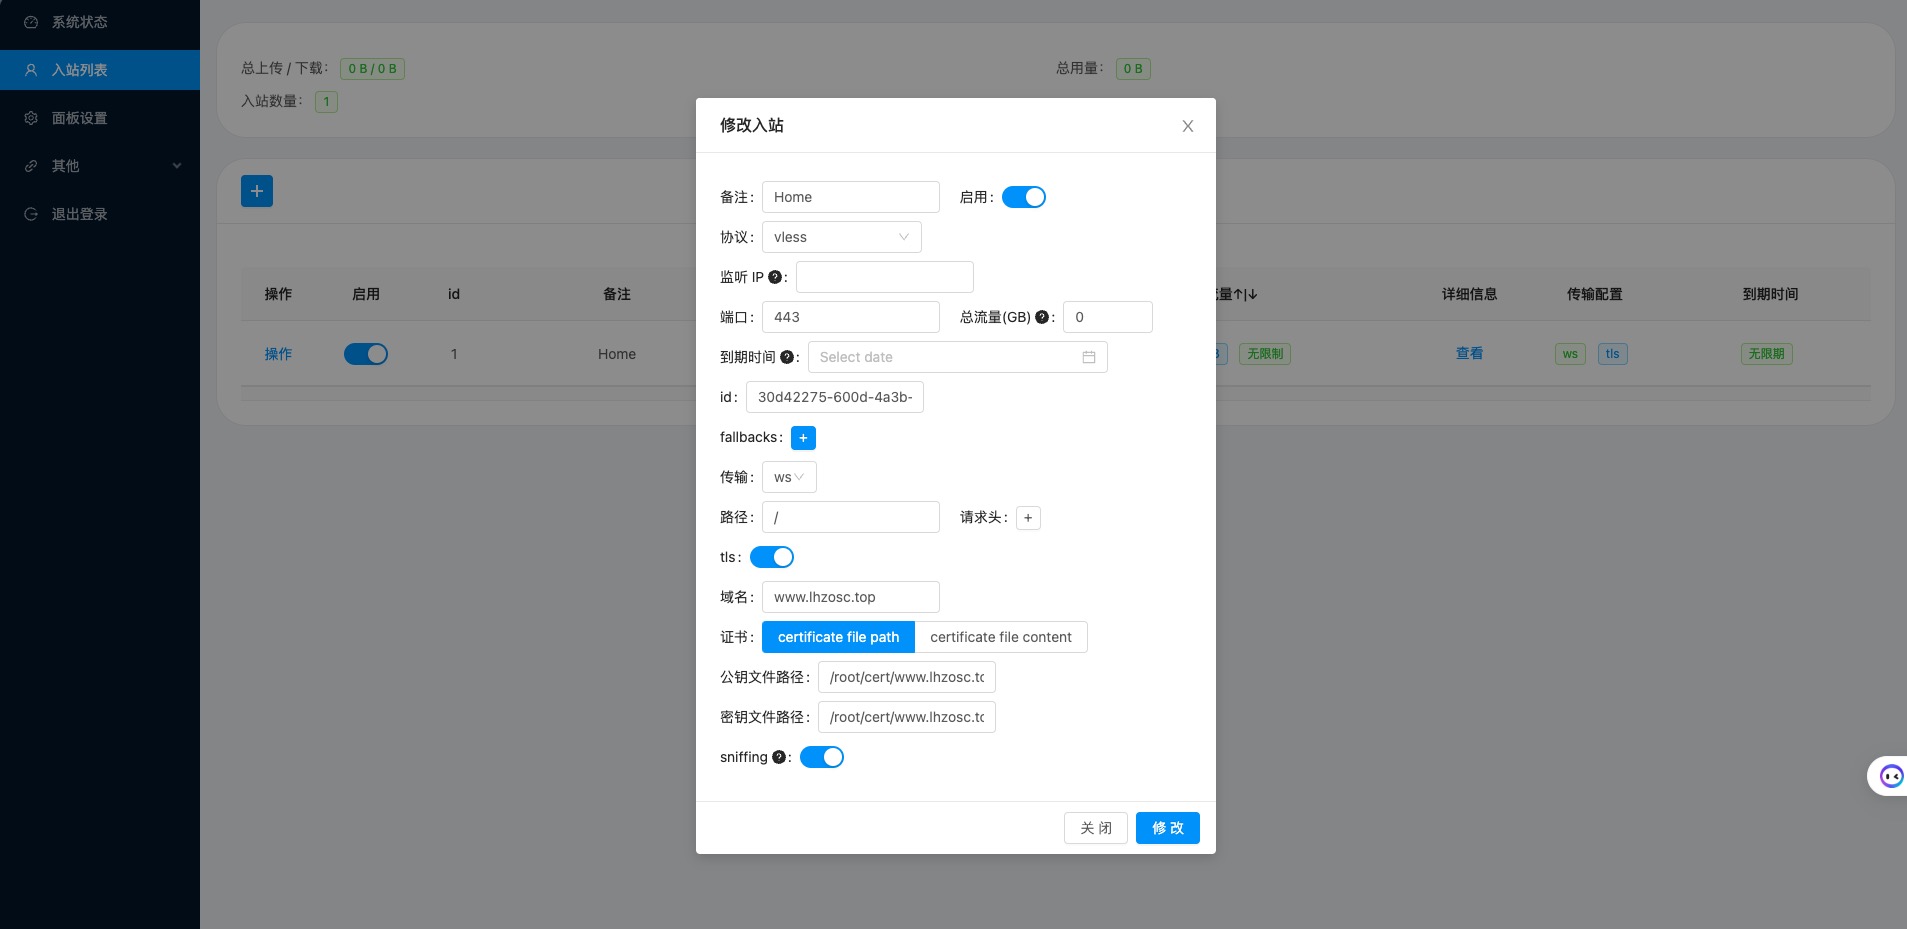 系统状态
入站列表
面板设置
其他
退出登录
总上传 / 下载: 0 B / 0 B
总用量: 0 B
入站数量: 1
+
操作 启用 id 备注 量↑|↓ 详细信息 传输配置 到期时间
操作 1 Home 无限制 查看 ws tls 无限期
修改入站
备注: Home 启用:
协议: vless
监听 IP ? :
端口: 443 总流量(GB) ? : 0
到期时间 ? : Select date
id: 30d42275-600d-4a3b-
fallbacks: +
传输: ws
路径: / 请求头: +
tls:
域名: www.lhzosc.top
证书: certificate file path certificate file content
公钥文件路径: /root/cert/www.lhzosc.tc
密钥文件路径: /root/cert/www.lhzosc.tc
sniffing ? :
关 闭 修 改